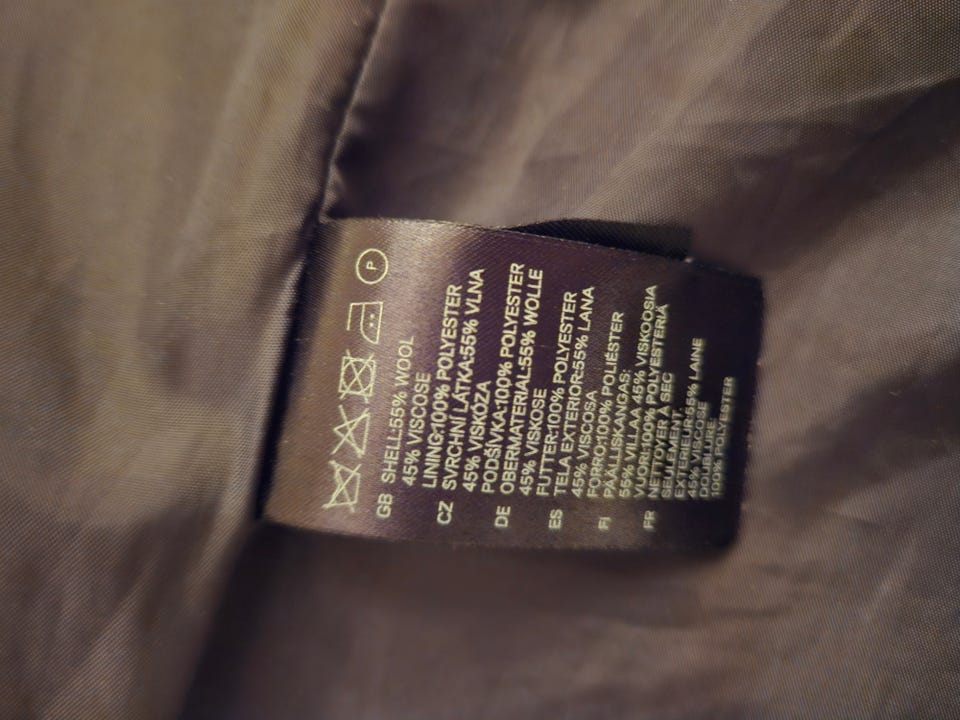 P
GB SHELL:55% WOOL
45% VISCOSE
LINING:100% POLYESTER
CZ SVRCHNÍ LÁTKA:55% VLNA
45% VISKÓZA
PODŠÍVKA:100% POLYESTER
DE OBERMATERIAL:55% WOLLE
45% VISKOSE
FUTTER:100% POLYESTER
ES TELA EXTERIOR:55% LANA
45% VISCOSA
FORRO:100% POLIÉSTER
FI PÄÄLLISKANGAS:
55% VILLAA 45% VISKOOSIA
VUORI:100% POLYESTERIÄ
FR NETTOYER A SEC
SEULEMENT.
EXTERIEUR:55% LAINE
45% VISCOSE
DOUBLURE
100% POLYESTER